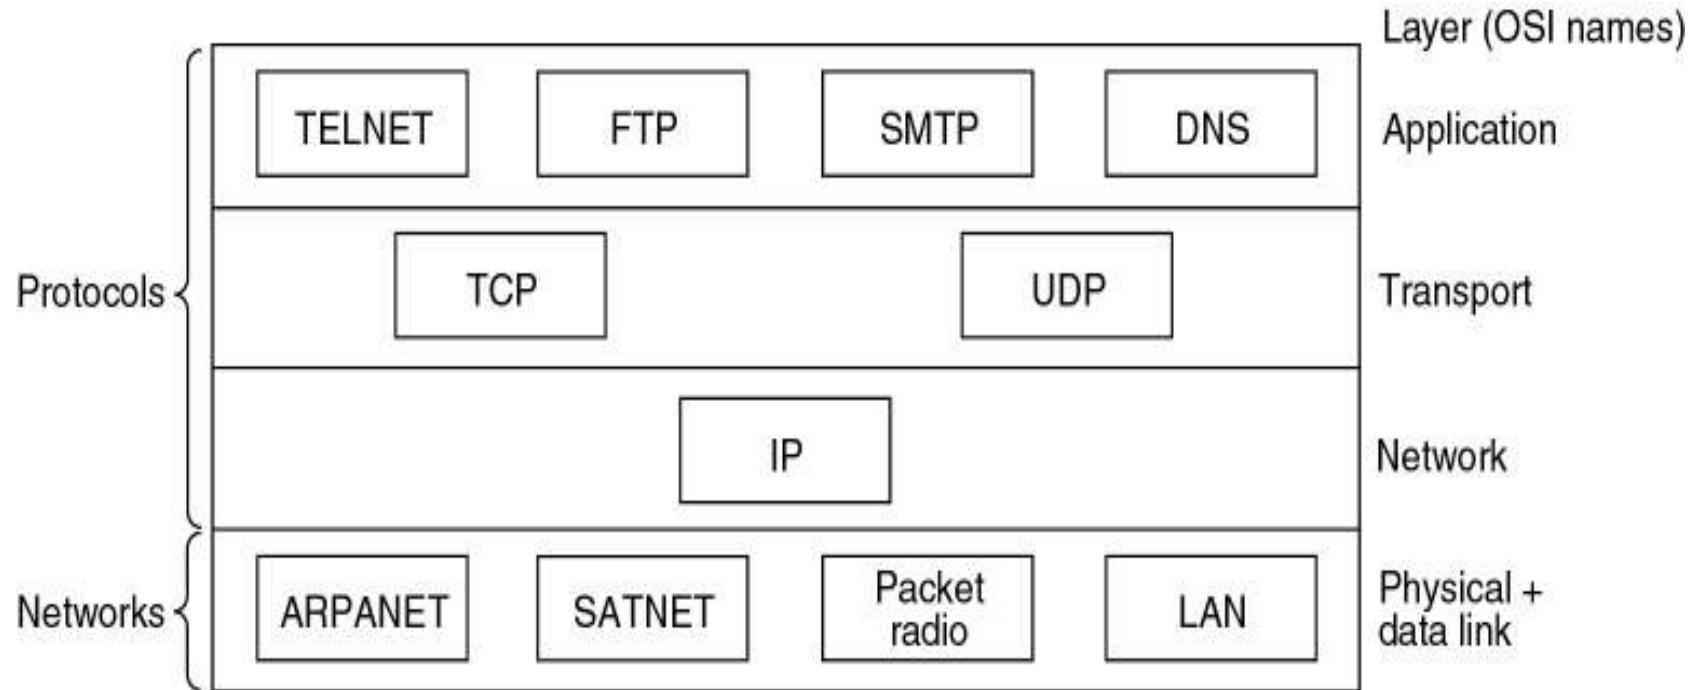 Layer (OSI names)
TELNET FTP SMTP DNS Application
Protocols TCP UDP Transport
IP Network
Networks ARPANET SATNET Packet radio LAN Physical +
data link